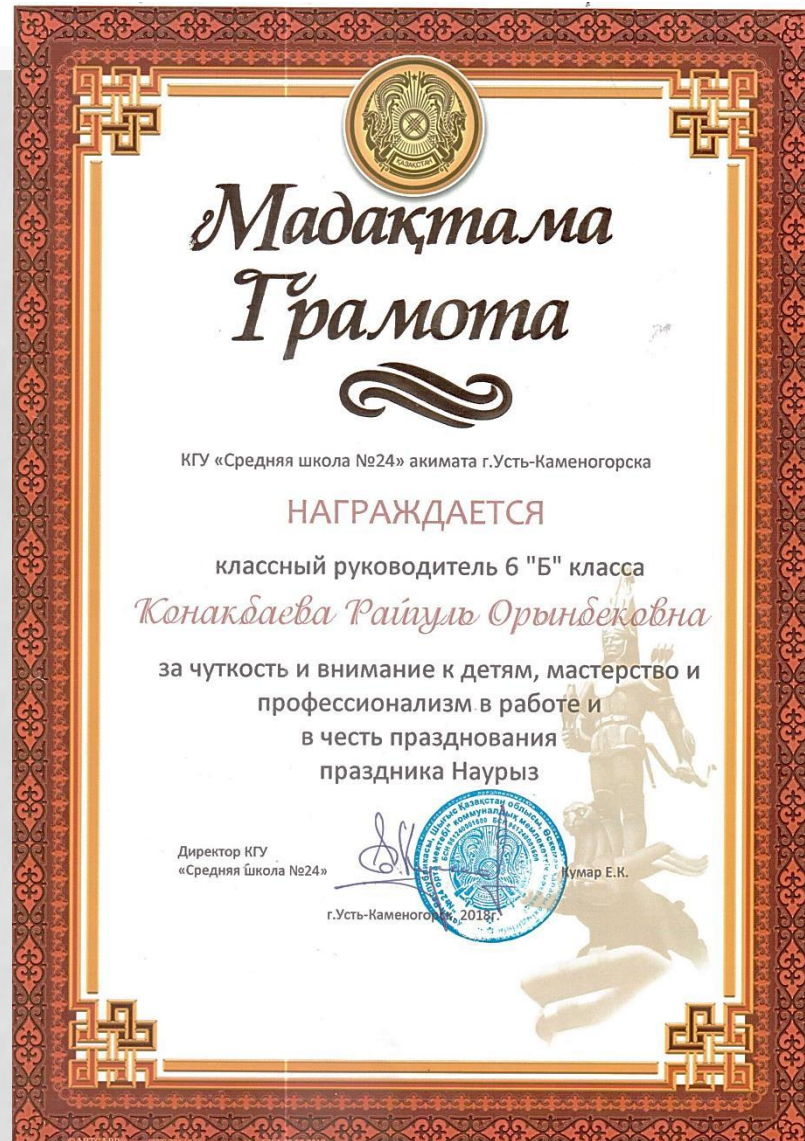 ҚАЗАҚСТАН
Мадақтама
Грамота
КГУ «Средняя школа №24» акимата г.Усть-Каменогорска
НАГРАЖДАЕТСЯ
классный руководитель 6 "Б" класса
Конакбаева Райгуль Орынбековна
за чуткость и внимание к детям, мастерство и
профессионализм в работе и
в честь празднования
праздника Наурыз
Директор КГУ
«Средняя школа №24»
Кумар Е.К.
г.Усть-Каменогорск, 2018г.